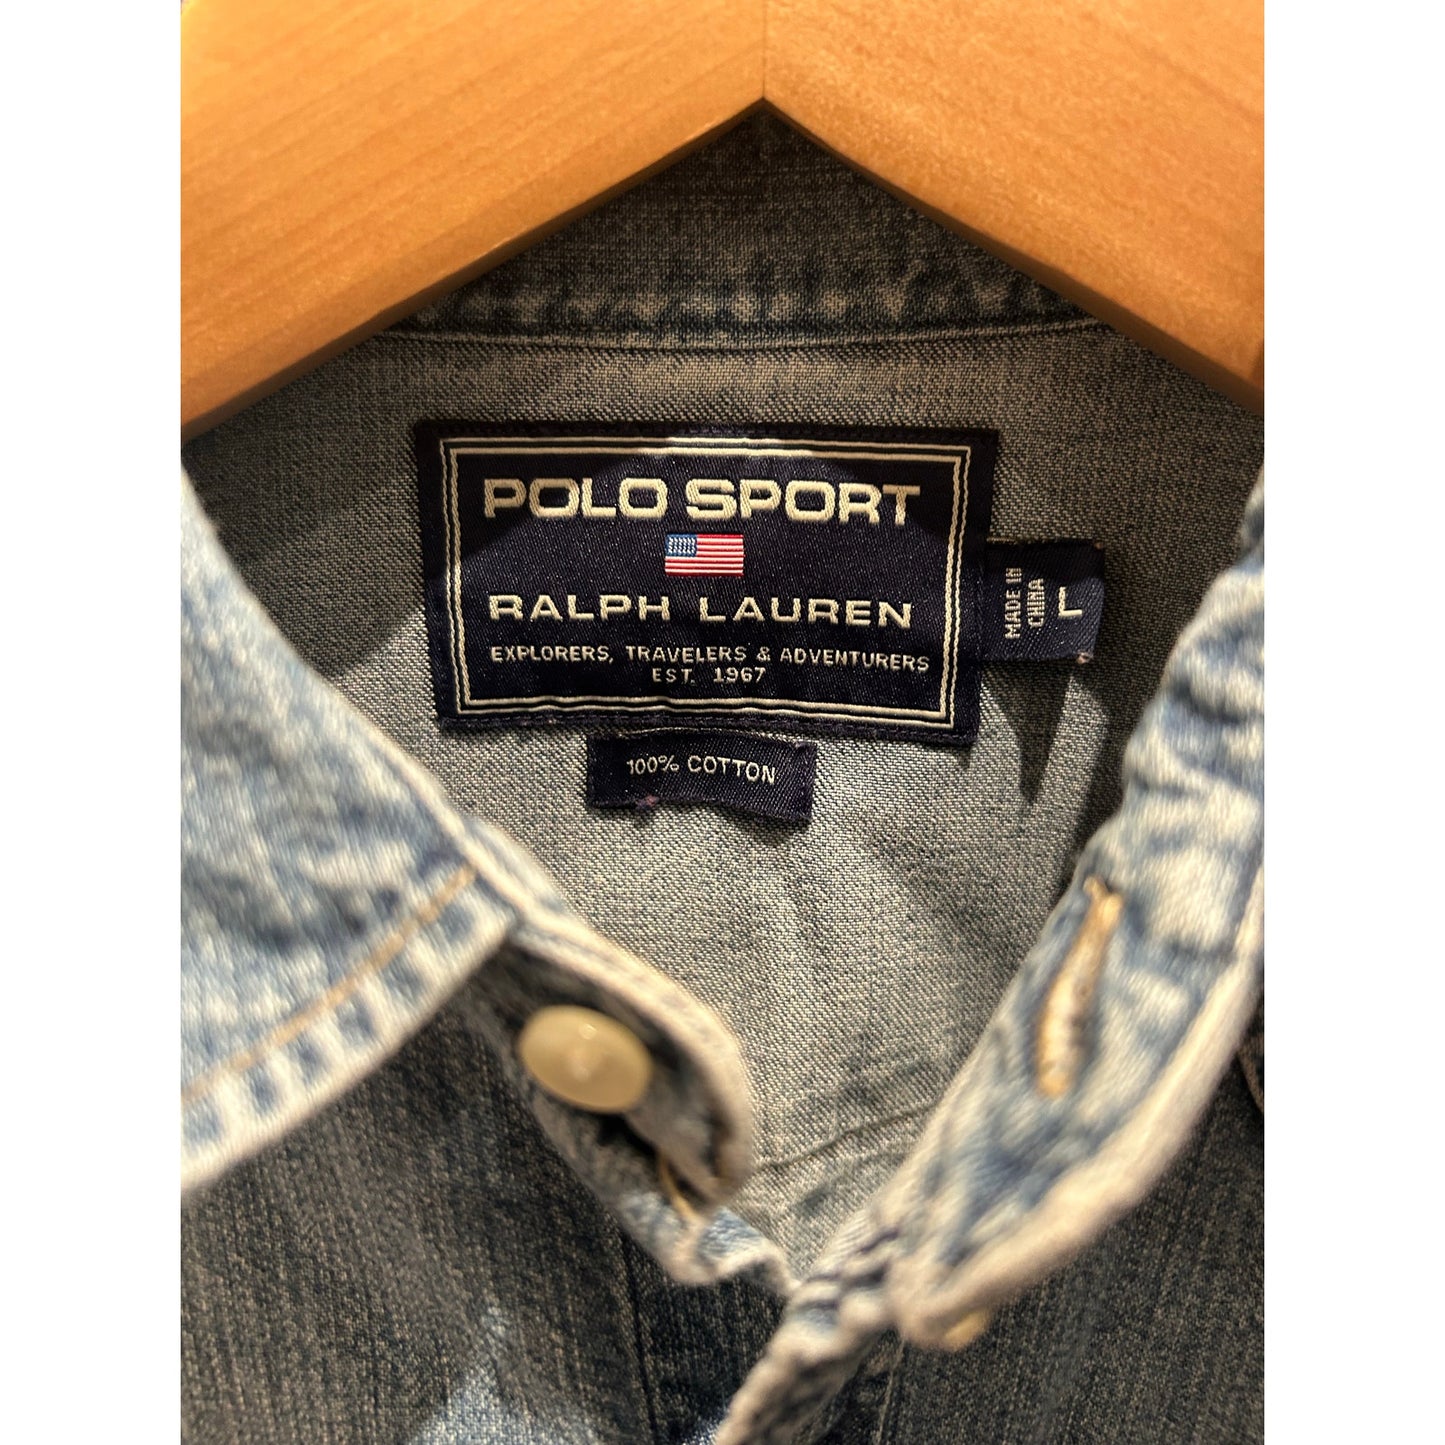 POLO SPORT
RALPH LAUREN
EXPLORERS, TRAVELERS & ADVENTURERS
EST. 1967
MADE IN
CHINA
L
100% COTTON